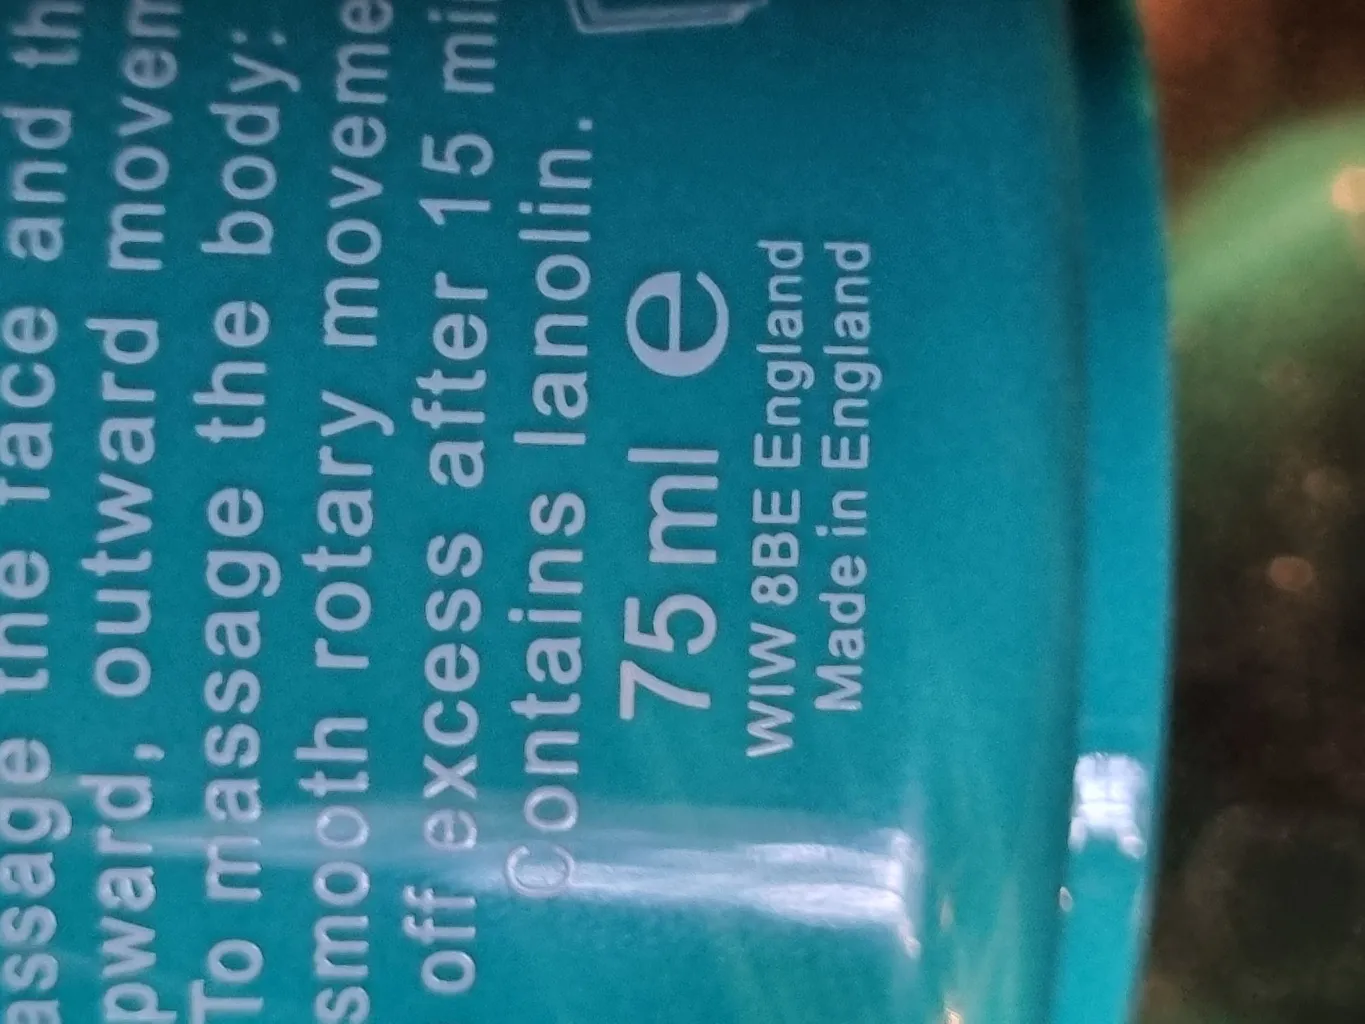 assage the face and th
pward, outward movem
To massage the body:
smooth rotary moveme
off excess after 15 mi
Contains lanolin.
75 ml e
WIW 8BE England
Made in England